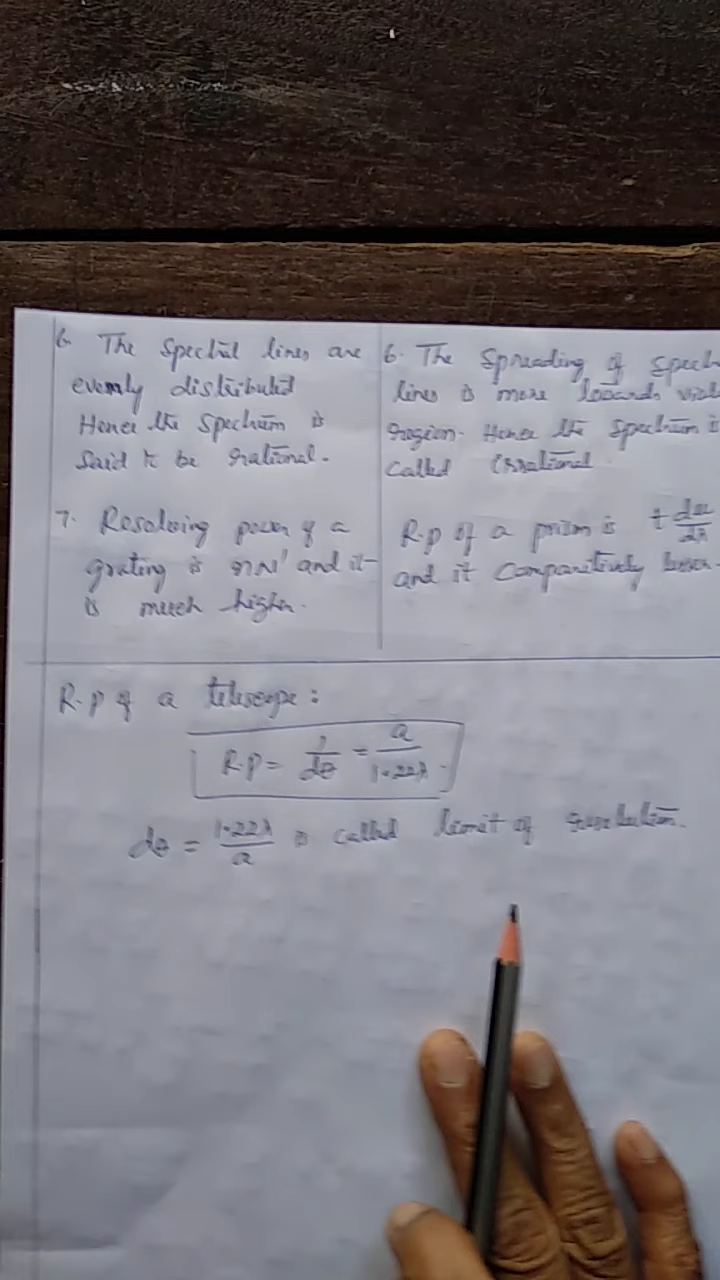 6. The Spectral lines are
evenly distributed
Hence the Spectrum is
Said to be rational.
7. Resolving power of a
grating is nN' and it
is much higher.
6. The Spreading of Spect
lines is more towards viol
region. Hence the Spectrum is
Called irrational
R.p of a prism is t dμ/dλ
and it Comparitively lesser.
R.p of a telescope:
R.P = 1/dθ = a/1.22λ
dθ = 1.22λ/a is called limit of resolution.